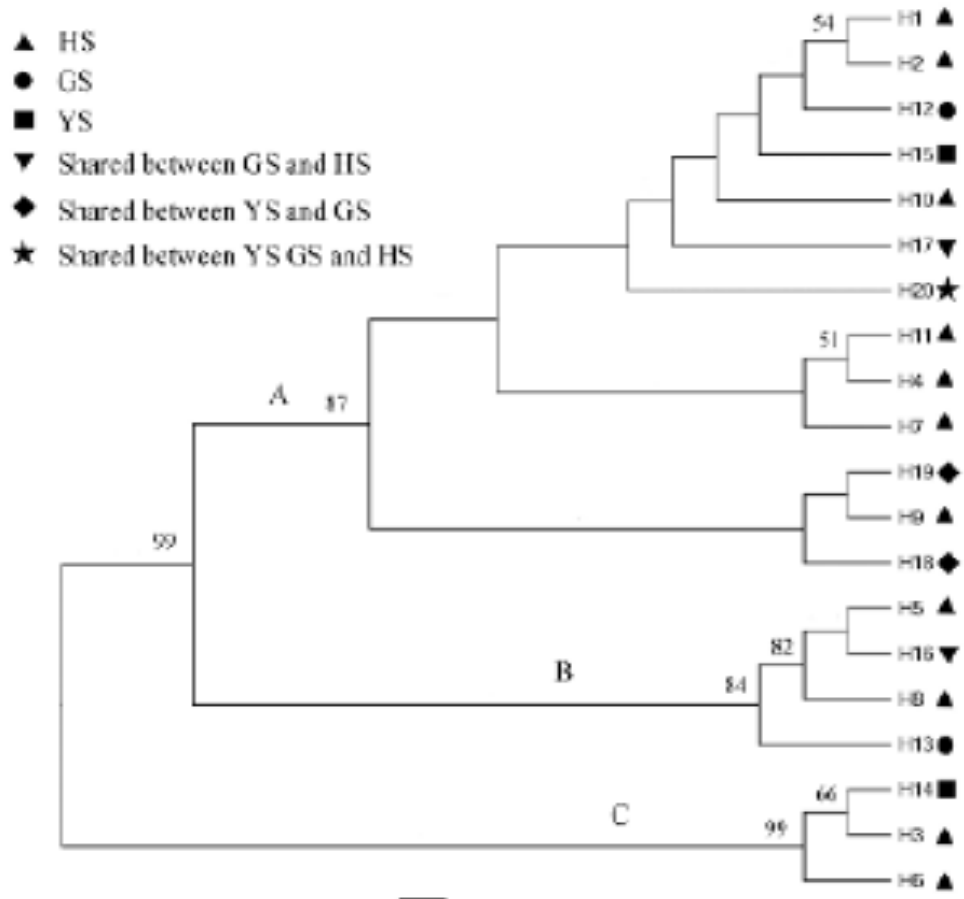 HS
GS
YS
Shared between GS and HS
Shared between YS and GS
Shared between YS GS and HS
54
H1
H2
H12
H15
H10
H17
H20
51
H11
H4
H7
A
87
H19
H9
H18
99
H5
82
H16
B
84
H8
H13
66
H14
C
99
H3
H6